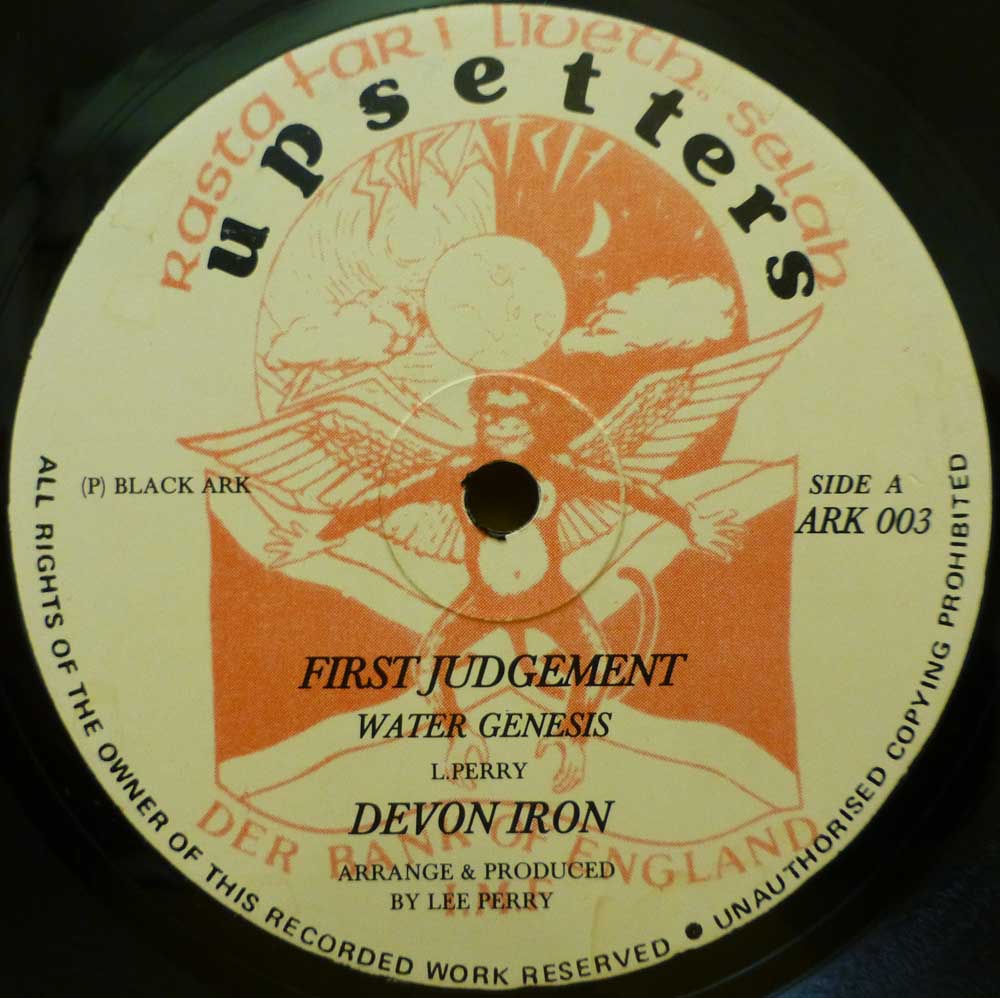 Rasta far I Liveth. Selah
upsetters
SCRATCH
(P) BLACK ARK
SIDE A
ARK 003
FIRST JUDGEMENT
WATER GENESIS
L.PERRY
DEVON IRON
ARRANGE & PRODUCED
BY LEE PERRY
DER BANK OF ENGLAND
I.M.F
ALL RIGHTS OF THE OWNER OF THIS RECORDED WORK RESERVED ● UNAUTHORISED COPYING PROHIBITED